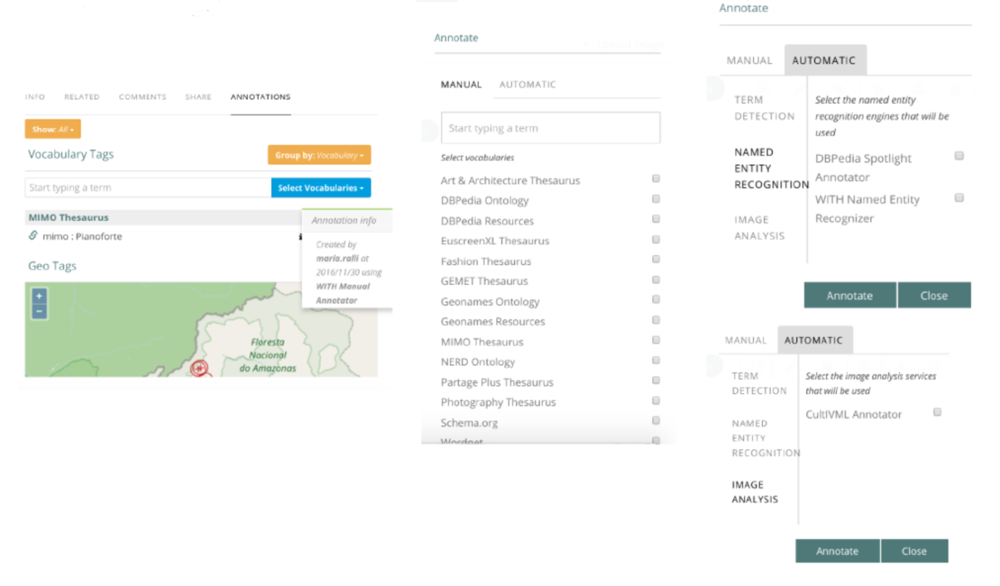 INFO RELATED COMMENTS SHARE ANNOTATIONS
Show: All
Vocabulary Tags
Group by: Vocabulary
Start typing a term
Select Vocabularies
MIMO Thesaurus
mimo : Pianoforte
Annotation info
Created by
maria.ralli at
2016/11/30 using
WITH Manual
Annotator
Geo Tags
+
−
Floresta
Nacional
do Amazonas
Annotate
MANUAL AUTOMATIC
Start typing a term
Select vocabularies
Art & Architecture Thesaurus
DBPedia Ontology
DBPedia Resources
EuscreenXL Thesaurus
Fashion Thesaurus
GEMET Thesaurus
Geonames Ontology
Geonames Resources
MIMO Thesaurus
NERD Ontology
Partage Plus Thesaurus
Photography Thesaurus
Schema.org
Wordnet
Annotate
MANUAL AUTOMATIC
TERM
DETECTION
NAMED
ENTITY
RECOGNITION
IMAGE
ANALYSIS
Select the named entity
recognition engines that will be
used
DBPedia Spotlight
Annotator
WITH Named Entity
Recognizer
Annotate Close
MANUAL AUTOMATIC
TERM
DETECTION
NAMED
ENTITY
RECOGNITION
IMAGE
ANALYSIS
Select the image analysis services
that will be used
CultIVML Annotator
Annotate Close